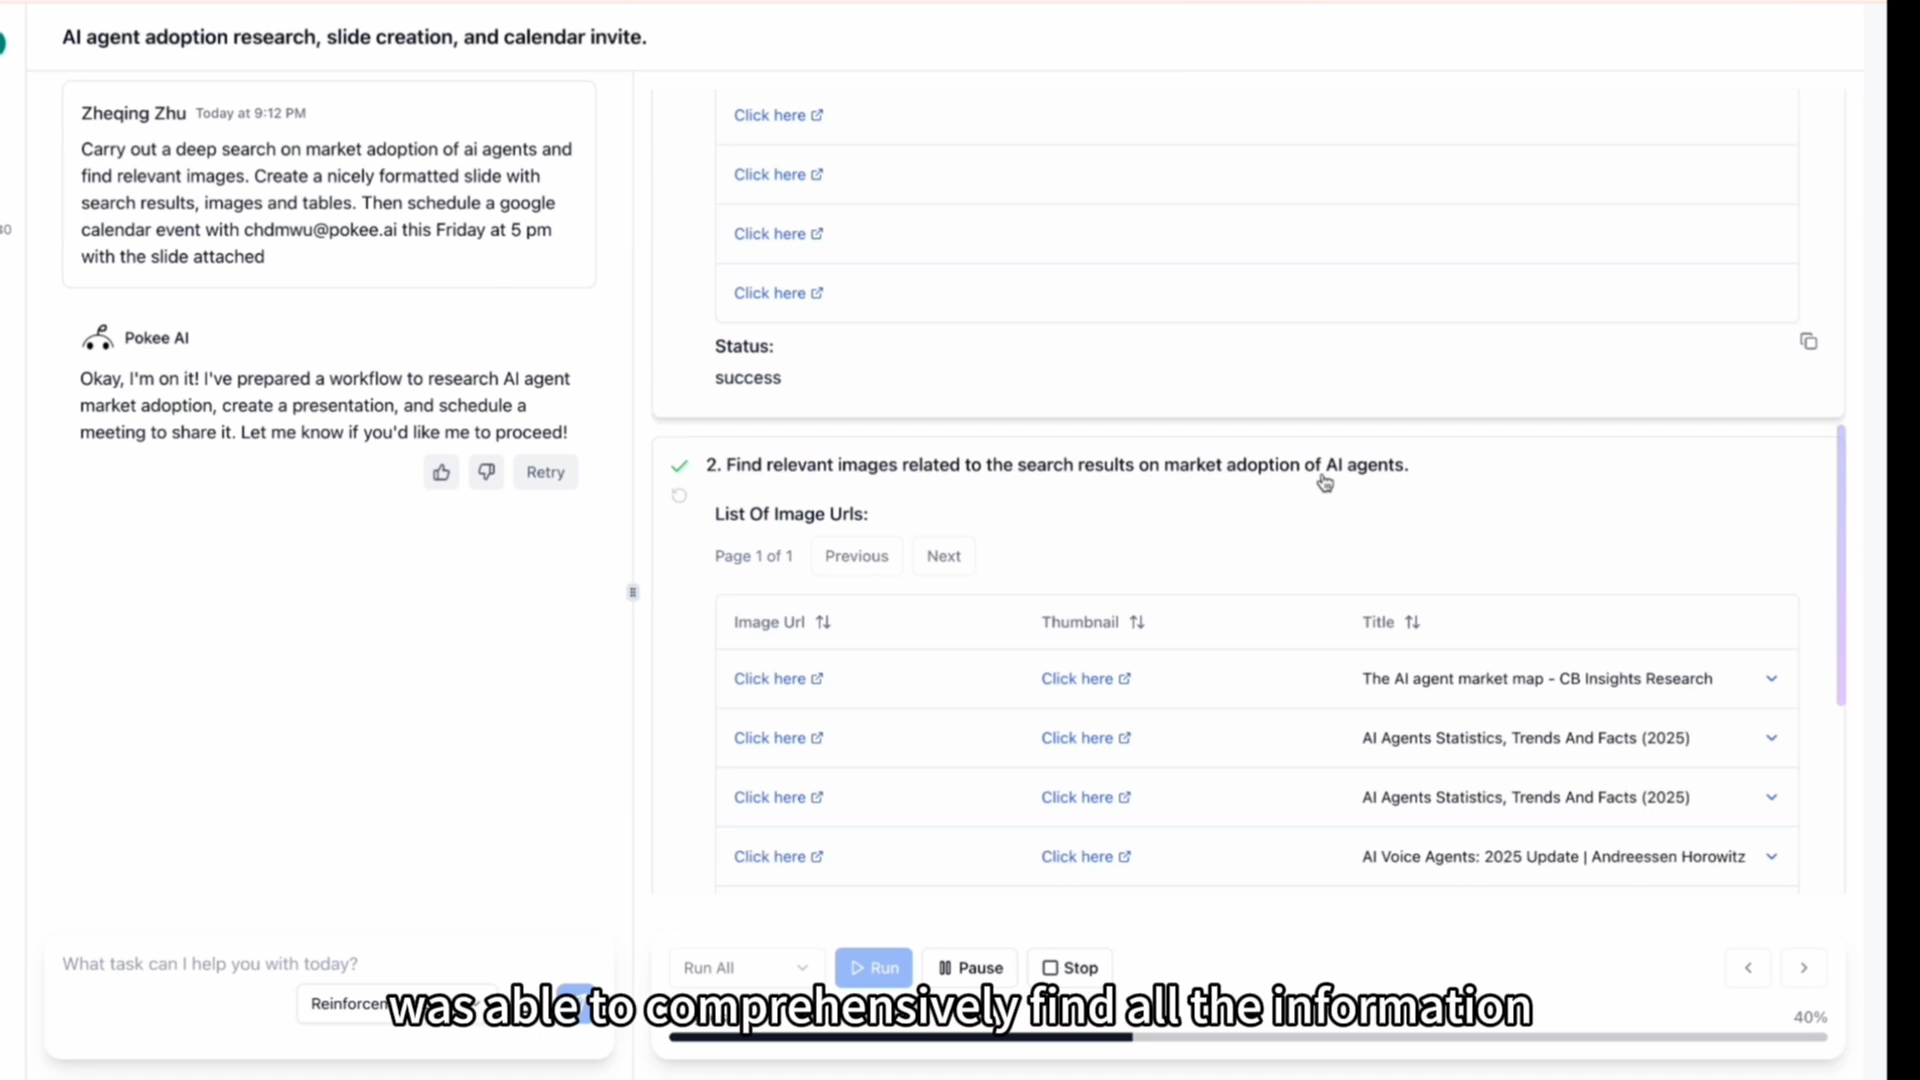 AI agent adoption research, slide creation, and calendar invite.
Zheqing Zhu Today at 9:12 PM
Carry out a deep search on market adoption of ai agents and
find relevant images. Create a nicely formatted slide with
search results, images and tables. Then schedule a google
calendar event with chdmwu@pokee.ai this Friday at 5 pm
with the slide attached
Pokee AI
Okay, I'm on it! I've prepared a workflow to research AI agent
market adoption, create a presentation, and schedule a
meeting to share it. Let me know if you'd like me to proceed!
Retry
Click here
Click here
Click here
Click here
Status:
success
2. Find relevant images related to the search results on market adoption of AI agents.
List Of Image Urls:
Page 1 of 1 Previous Next
Image Url Thumbnail Title
Click here Click here The AI agent market map - CB Insights Research
Click here Click here AI Agents Statistics, Trends And Facts (2025)
Click here Click here AI Agents Statistics, Trends And Facts (2025)
Click here Click here AI Voice Agents: 2025 Update | Andreessen Horowitz
What task can I help you with today?
Run All Run Pause Stop
40%
was able to comprehensively find all the information